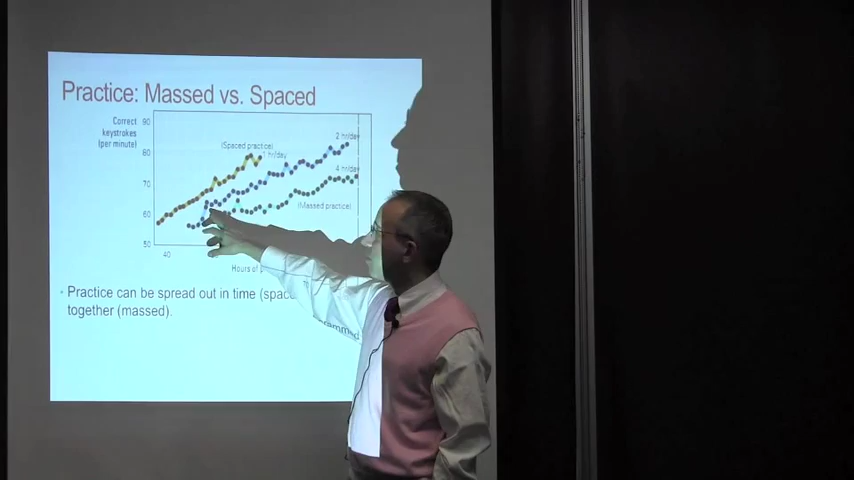 Practice: Massed vs. Spaced
Correct
keystrokes
(per minute)
90
80
70
60
50
(Spaced practice)
1 hr/day
2 hr/day
4 hr/day
(Massed practice)
40
Hours of
Practice can be spread out in time
together (massed).